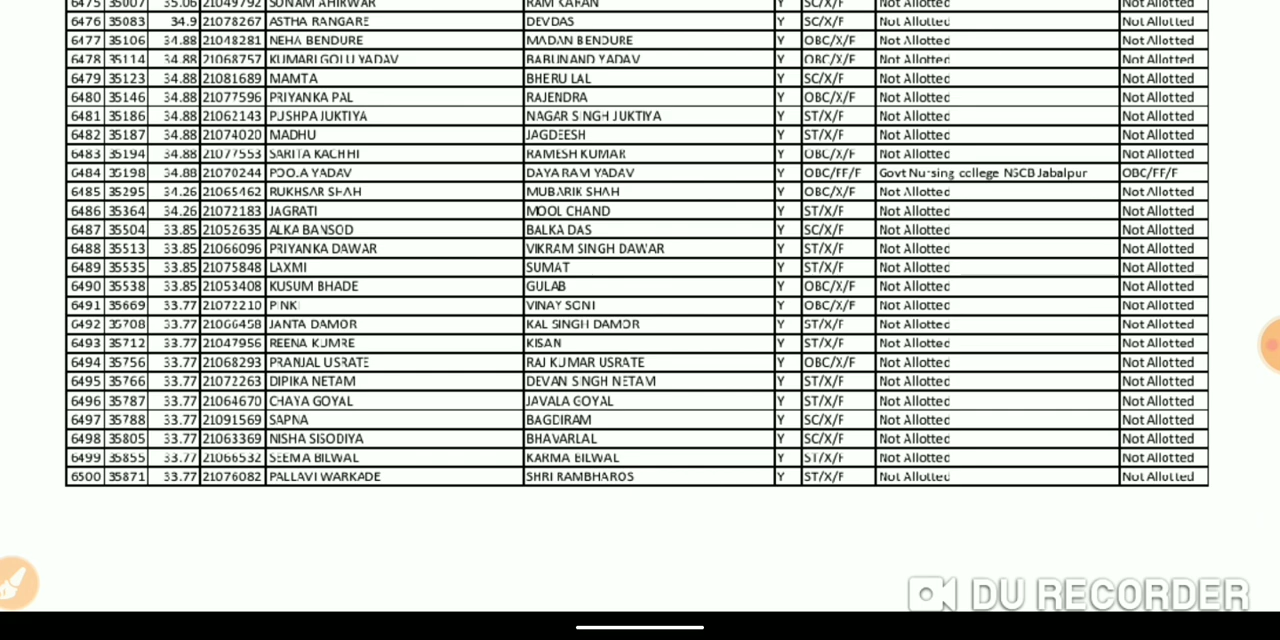 6475 35007 35.06 21049792 SONAM AHIRWAR RAM KARAN Y SC/X/F Not Allotted Not Allotted
6476 35083 34.9 21078267 ASTHA RANGARE DEVDAS Y SC/X/F Not Allotted Not Allotted
6477 35106 34.88 21048281 NEHA BENDURE MADAN BENDURE Y OBC/X/F Not Allotted Not Allotted
6478 35114 34.88 21068757 KUMARI GOLU YADAV BABUNAND YADAV Y OBC/X/F Not Allotted Not Allotted
6479 35123 34.88 21081689 MAMTA BHERU LAL Y SC/X/F Not Allotted Not Allotted
6480 35146 34.88 21077596 PRIYANKA PAL RAJENDRA Y OBC/X/F Not Allotted Not Allotted
6481 35186 34.88 21062143 PUSHPA JUKTIYA NAGAR SINGH JUKTIYA Y ST/X/F Not Allotted Not Allotted
6482 35187 34.88 21074020 MADHU JAGDEESH Y ST/X/F Not Allotted Not Allotted
6483 35194 34.88 21077553 SARITA KACHHI RAMESH KUMAR Y OBC/X/F Not Allotted Not Allotted
6484 35198 34.88 21070244 POOLA YADAV DAYA RAM YADAV Y OBC/FF/F Govt Nursing college NSCB Jabalpur OBC/FF/F
6485 35295 34.26 21065462 RUKHSAR SHAH MUBARIK SHAH Y OBC/X/F Not Allotted Not Allotted
6486 35364 34.26 21072183 JAGRATI MOOL CHAND Y ST/X/F Not Allotted Not Allotted
6487 35504 33.85 21052635 ALKA BANSOD BALKA DAS Y SC/X/F Not Allotted Not Allotted
6488 35513 33.85 21066096 PRIYANKA DAWAR VIKRAM SINGH DAWAR Y ST/X/F Not Allotted Not Allotted
6489 35535 33.85 21075848 LAXMI SUMAT Y ST/X/F Not Allotted Not Allotted
6490 35538 33.85 21053408 KUSUM BHADE GULAB Y OBC/X/F Not Allotted Not Allotted
6491 35669 33.77 21072210 PINKI VINAY SONI Y OBC/X/F Not Allotted Not Allotted
6492 35708 33.77 21066458 JANTA DAMOR KAL SINGH DAMOR Y ST/X/F Not Allotted Not Allotted
6493 35712 33.77 21047956 REENA KUMRE KISAN Y ST/X/F Not Allotted Not Allotted
6494 35756 33.77 21068293 PRANJAL USRATE RAJ KUMAR USRATE Y OBC/X/F Not Allotted Not Allotted
6495 35766 33.77 21072263 DIPIKA NETAM DEVAN SINGH NETAM Y ST/X/F Not Allotted Not Allotted
6496 35787 33.77 21064670 CHAYA GOYAL JAVALA GOYAL Y ST/X/F Not Allotted Not Allotted
6497 35788 33.77 21091569 SAPNA BAGDIRAM Y SC/X/F Not Allotted Not Allotted
6498 35805 33.77 21063369 NISHA SISODIYA BHAVARLAL Y SC/X/F Not Allotted Not Allotted
6499 35855 33.77 21066532 SEEMA BILWAL KARMA BILWAL Y ST/X/F Not Allotted Not Allotted
6500 35871 33.77 21076082 PALLAVI WARKADE SHRI RAMBHAROS Y ST/X/F Not Allotted Not Allotted
DU RECORDER